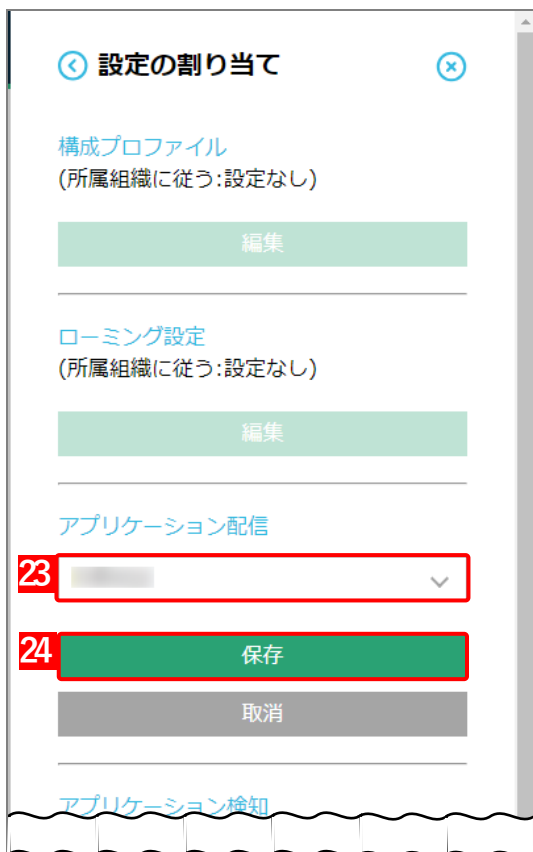 設定の割り当て
構成プロファイル
(所属組織に従う:設定なし)
編集
ローミング設定
(所属組織に従う:設定なし)
編集
アプリケーション配信
23
24
保存
取消
アプリケーション検知